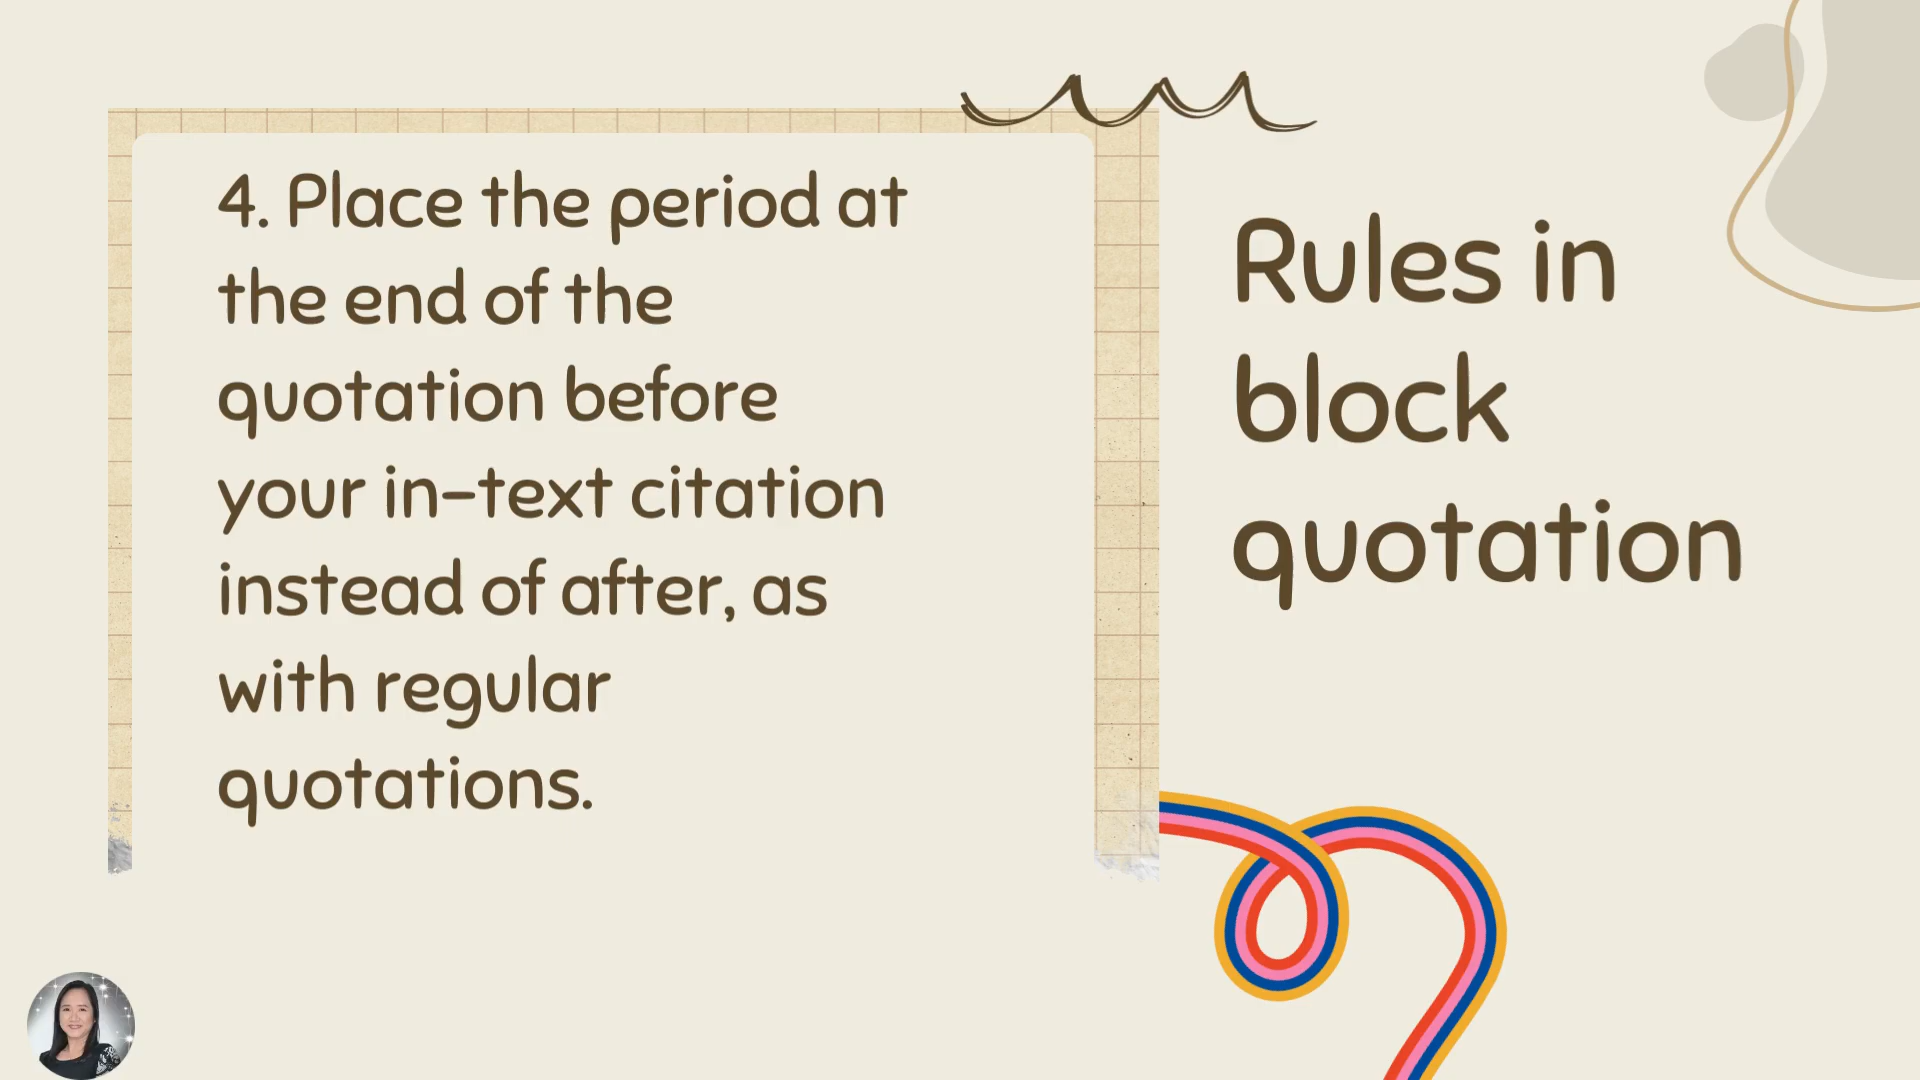 4. Place the period at
the end of the
quotation before
your in-text citation
instead of after, as
with regular
quotations.
Rules in
block
quotation